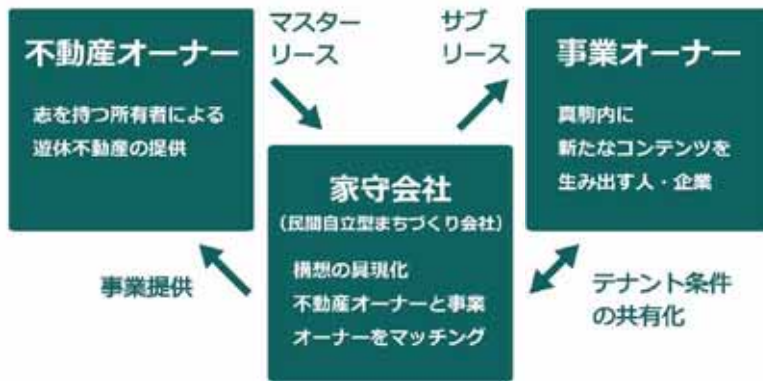 不動産オーナー
志を持つ所有者による
遊休不動産の提供
マスター
リース
サブ
リース
事業オーナー
真駒内に
新たなコンテンツを
生み出す人・企業
家守会社
(民間自立型まちづくり会社)
構想の具現化
不動産オーナーと事業
オーナーをマッチング
事業提供
テナント条件
の共有化